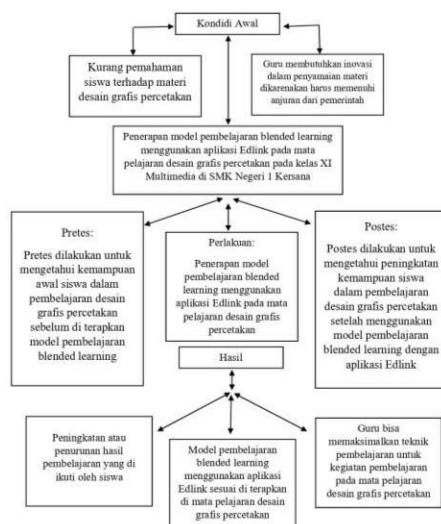 Kondidi Awal
Kurang pemahaman
siswa terhadap materi
desain grafis percetakan
Guru membutuhkan inovasi
dalam penyamaian materi
dikarenakan harus memenuhi
anjuran dari pemerintah
Penerapan model pembelajaran blended learning
menggunakan aplikasi Edlink pada mata
pelajaran desain grafis percetakan pada kelas XI
Multimedia di SMK Negeri 1 Kersana
Pretes:
Pretes dilakukan untuk
mengetahui kemampuan
awal siswa dalam
pembelajaran desain
grafis percetakan
sebelum di terapkan
model pembelajaran
blended learning
Perlakuan:
Penerapan model
pembelajaran blended
learning menggunakan
aplikasi Edlink pada mata
pelajaran desain grafis
percetakan
Postes:
Postes dilakukan untuk
mengetahui peningkatan
kemampuan siswa
dalam pembelajaran
desain grafis percetakan
setelah menggunakan
model pembelajaran
blended learning dengan
aplikasi Edlink
Hasil
Peningkatan atau
penurunan hasil
pembelajaran yang di
ikuti oleh siswa
Model pembelajaran
blended learning
menggunakan aplikasi
Edlink sesuai di terapkan
di mata pelajaran desain
grafis percetakan
Guru bisa
memaksimalkan teknik
pembelajaran untuk
kegiatan pembelajaran
pada mata pelajaran
desain grafis percetakan